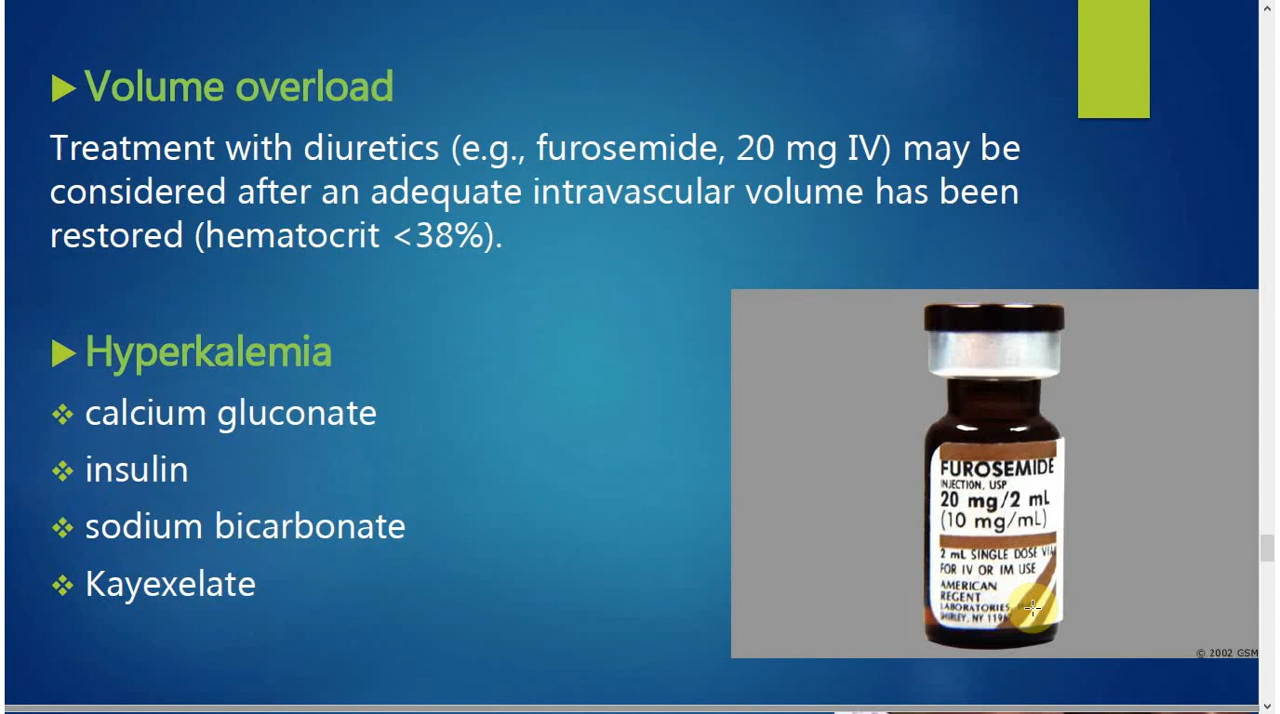 Volume overload
Treatment with diuretics (e.g., furosemide, 20 mg IV) may be
considered after an adequate intravascular volume has been
restored (hematocrit <38%).
Hyperkalemia
calcium gluconate
insulin
sodium bicarbonate
Kayexelate
FUROSEMIDE
INJECTION, USP
20 mg/2 mL
(10 mg/mL)
2 mL SINGLE DOSE
FOR IV OR IM USE
AMERICAN
REGENT
LABORATORIES,
SHIRLEY, NY
© 2002 GSM